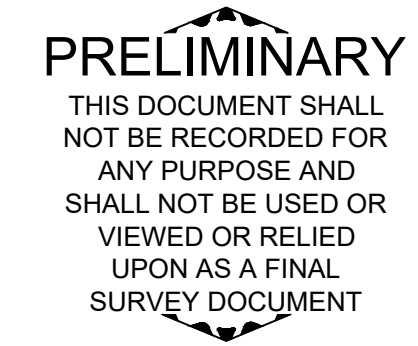 PRELIMINARY
THIS DOCUMENT SHALL
NOT BE RECORDED FOR
ANY PURPOSE AND
SHALL NOT BE USED OR
VIEWED OR RELIED
UPON AS A FINAL
SURVEY DOCUMENT